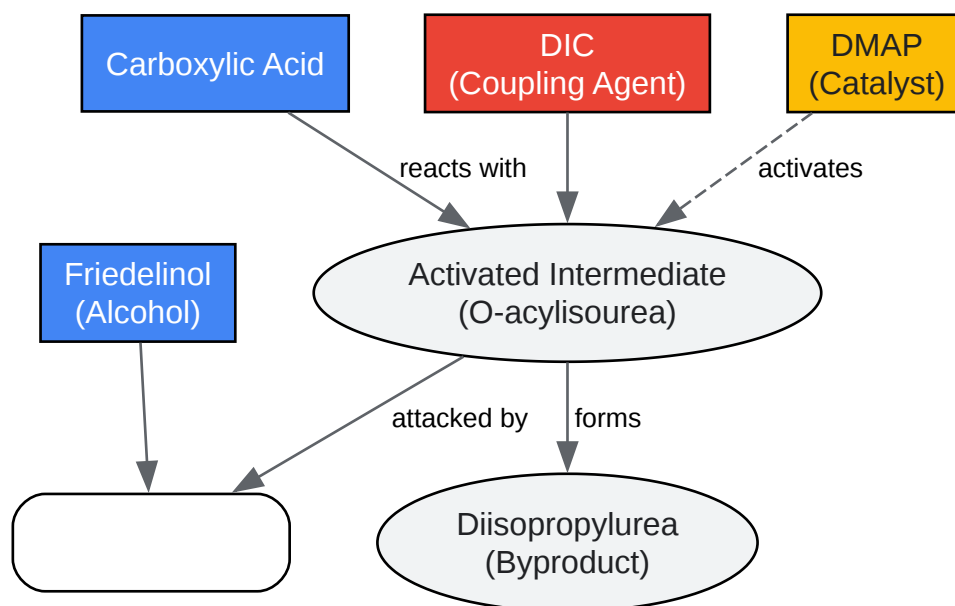 Carboxylic Acid
DIC
(Coupling Agent)
DMAP
(Catalyst)
reacts with
activates
Friedelinol
(Alcohol)
Activated Intermediate
(O-acylisourea)
attacked by
forms
Diisopropylurea
(Byproduct)